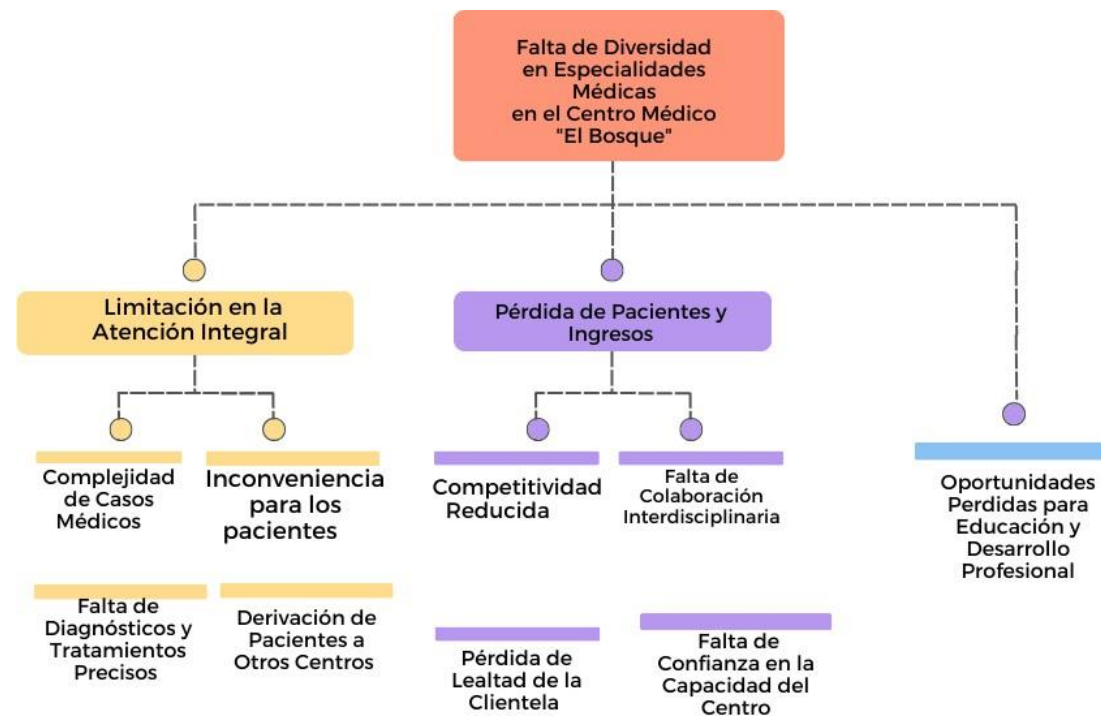 Falta de Diversidad
en Especialidades
Médicas
en el Centro Médico
"El Bosque"
Limitación en la
Atención Integral
Pérdida de Pacientes y
Ingresos
Complejidad
de Casos
Médicos
Inconveniencia
para los
pacientes
Competitividad
Reducida
Falta de
Colaboración
Interdisciplinaria
Oportunidades
Perdidas para
Educación y
Desarrollo
Profesional
Falta de
Diagnósticos y
Tratamientos
Precisos
Derivación de
Pacientes a
Otros Centros
Pérdida de
Lealtad de la
Clientela
Falta de
Confianza en la
Capacidad del
Centro